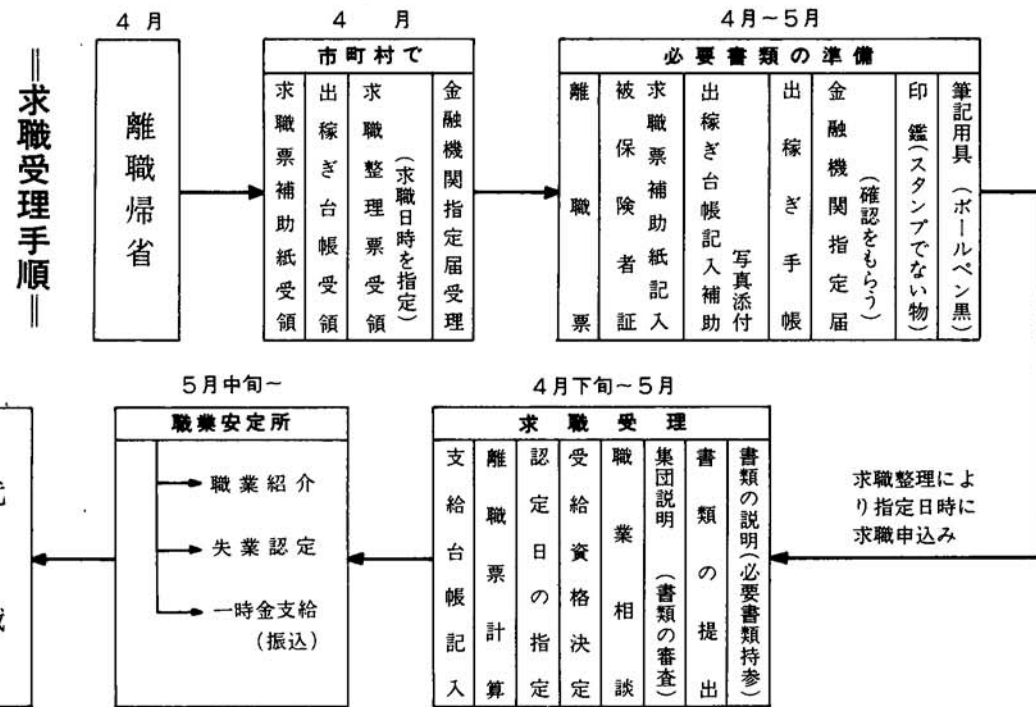 ＝求職受理手順＝
4月
離職帰省
4月
市町村で
求職票補助紙受領
出稼ぎ台帳受領
求職整理票受領
（求職日時を指定）
金融機関指定届受理
4月～5月
必要書類の準備
離職票
被保険者証
求職票補助紙記入
出稼ぎ台帳記入補助
写真添付
出稼ぎ手帳
金融機関指定届
（確認をもらう）
印鑑（スタンプでない物）
筆記用具（ボールペン黒）
求職整理によ
り指定日時に
求職申込み
4月下旬～5月
求職受理
書類の説明（必要書類持参）
書類の提出
集団説明（書類の審査）
職業相談
受給資格決定
認定日の指定
離職票計算
支給台帳記入
5月中旬～
職業安定所
職業紹介
失業認定
一時金支給
（振込）